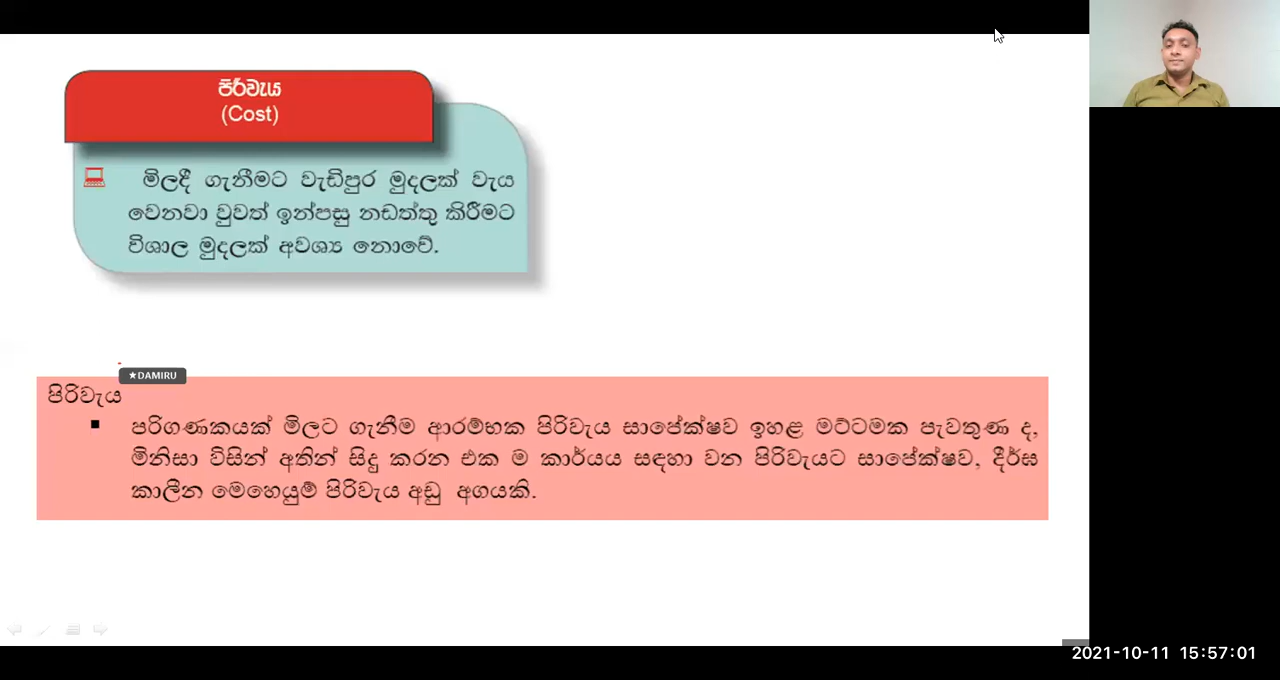 පිරිවැය
(Cost)
මිලදී ගැනීමට වැඩිපුර මුදලක් වැය
වෙනවා වුවත් ඉන්පසු නඩත්තු කිරීමට
විශාල මුදලක් අවශ්‍ය නොවේ.
★DAMIRU
පිරිවැය
▪ පරිගණකයක් මිලට ගැනීම ආරම්භක පිරිවැය සාපේක්ෂව ඉහළ මට්ටමක පැවතුණ ද,
මිනිසා විසින් අතින් සිදු කරන එක ම කාර්යය සඳහා වන පිරිවැයට සාපේක්ෂව, දීර්ඝ
කාලීන මෙහෙයුම් පිරිවැය අඩු අගයකි.
2021-10-11 15:57:01